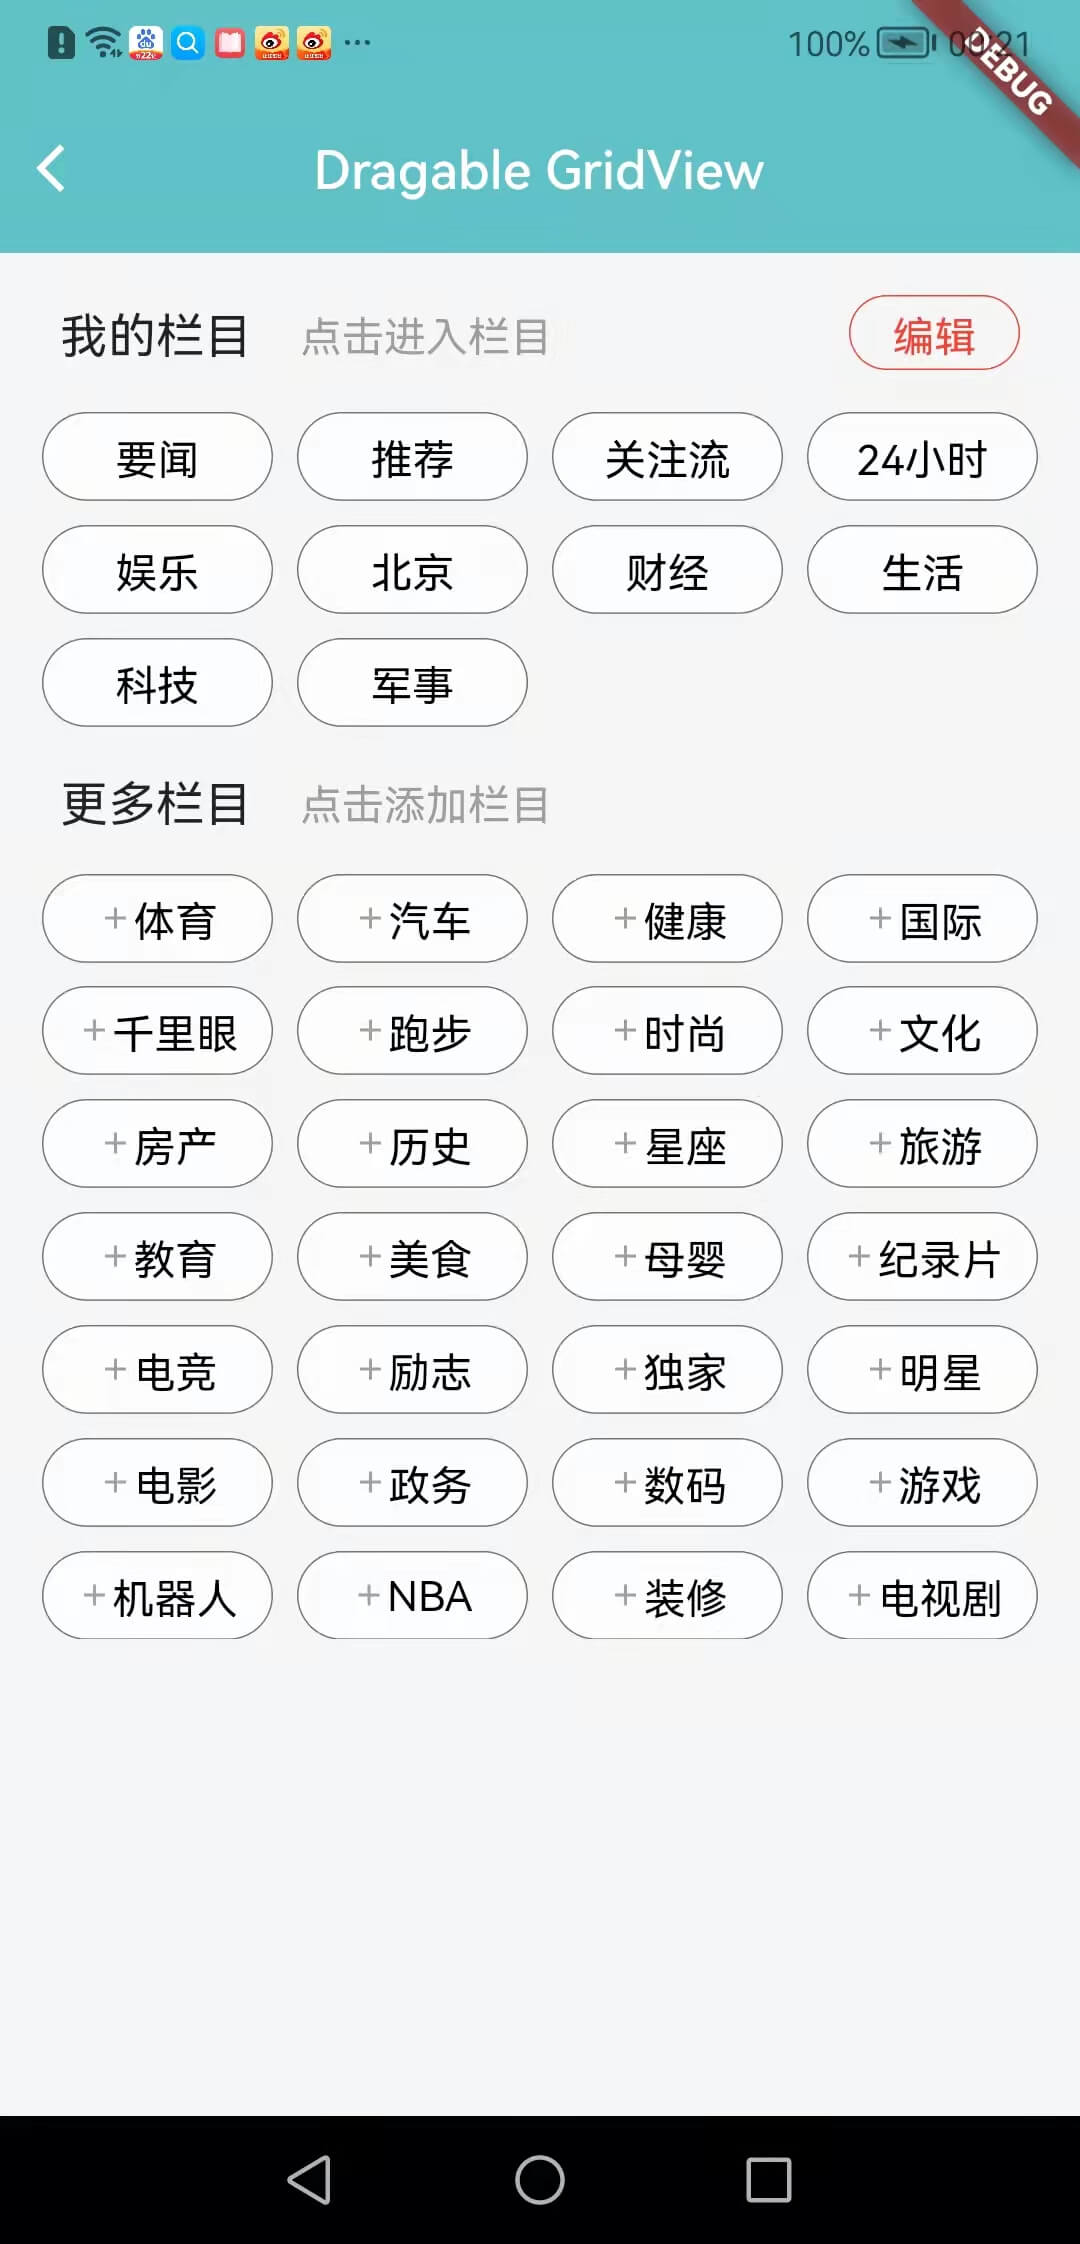 100% 00:21
DEBUG
Dragable GridView
我的栏目 点击进入栏目 编辑
要闻 推荐 关注流 24小时
娱乐 北京 财经 生活
科技 军事
更多栏目 点击添加栏目
+体育 +汽车 +健康 +国际
+千里眼 +跑步 +时尚 +文化
+房产 +历史 +星座 +旅游
+教育 +美食 +母婴 +纪录片
+电竞 +励志 +独家 +明星
+电影 +政务 +数码 +游戏
+机器人 +NBA +装修 +电视剧